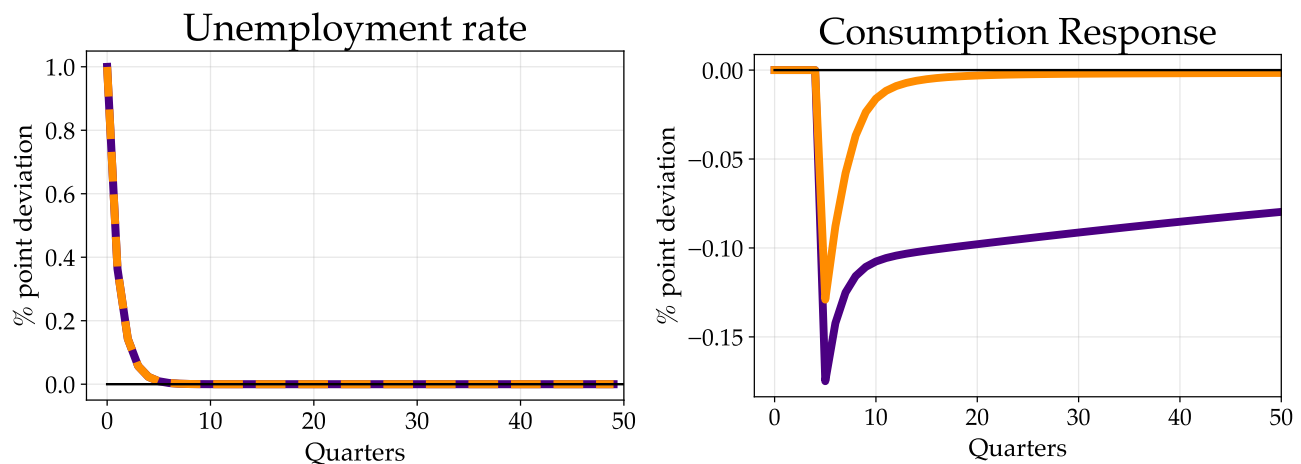 Unemployment rate
% point deviation
1.0
0.8
0.6
0.4
0.2
0.0
0 10 20 30 40 50
Quarters
Consumption Response
% point deviation
0.00
−0.05
−0.10
−0.15
0 10 20 30 40 50
Quarters